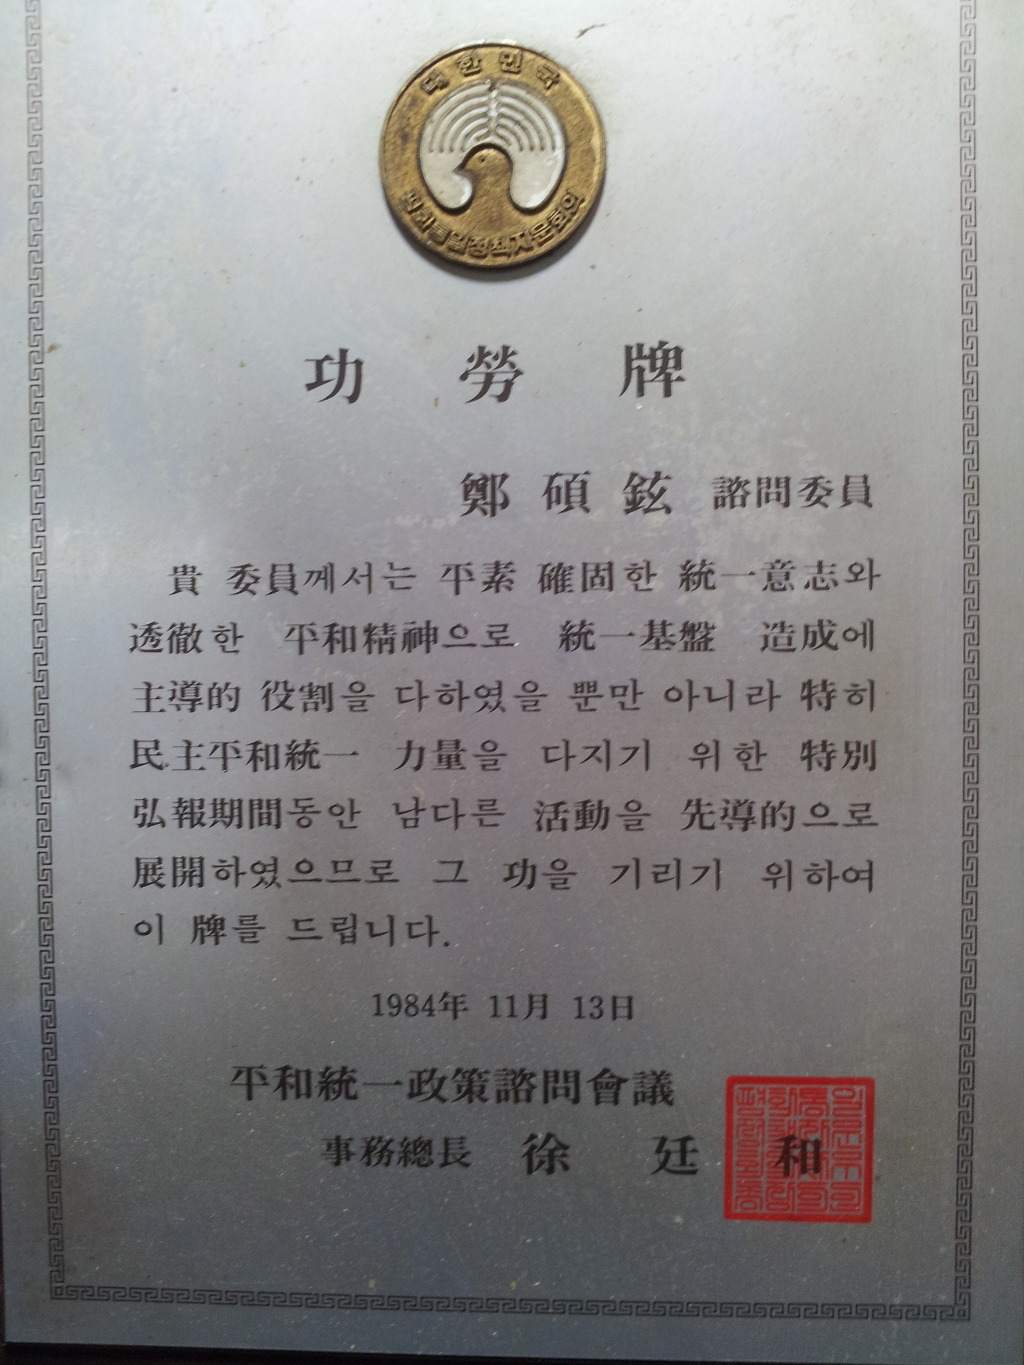 대한민국
평화통일정책자문회의
功 勞 牌
鄭 碩 鉉 諮問委員
貴 委員께서는 平素 確固한 統一意志와
透徹한 平和精神으로 統一基盤 造成에
主導的 役割을 다하였을 뿐만 아니라 特히
民主平和統一 力量을 다지기 위한 特別
弘報期間동안 남다른 活動을 先導的으로
展開하였으므로 그 功을 기리기 위하여
이 牌를 드립니다.
1984年 11月 13日
平和統一政策諮問會議
事務總長 徐 廷 和